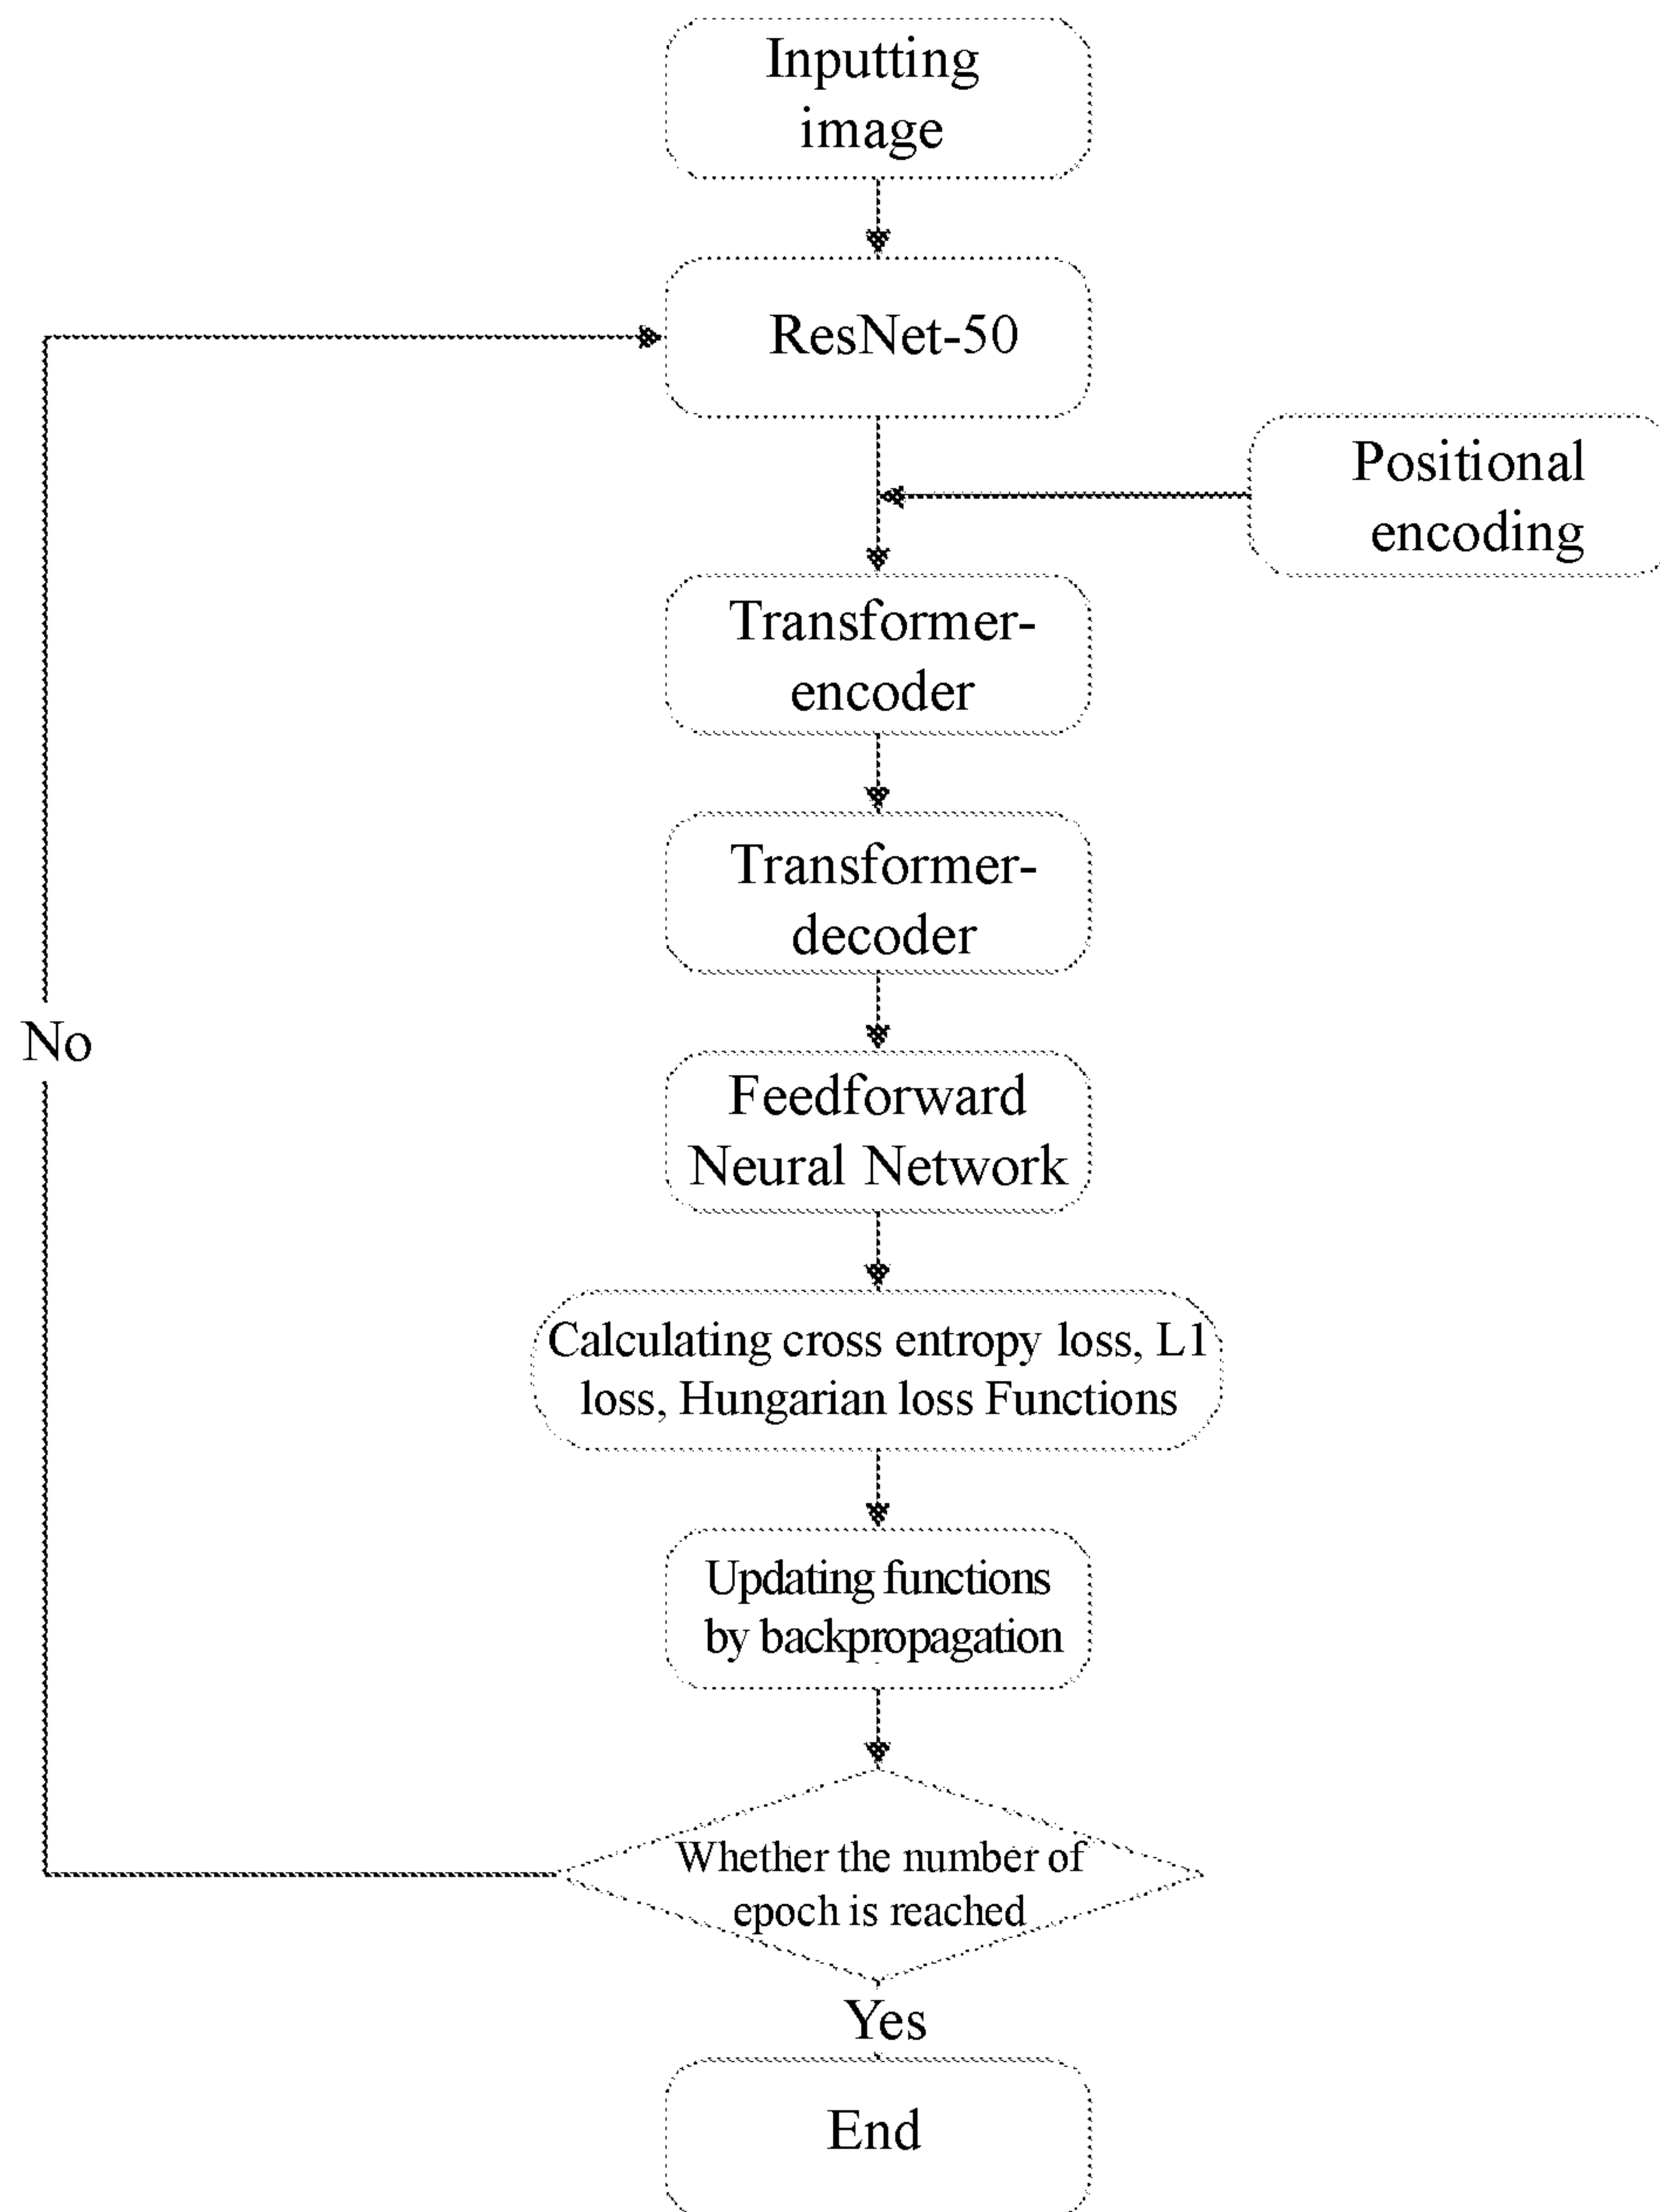 Inputting
image
ResNet-50
Positional
encoding
Transformer-
encoder
Transformer-
decoder
Feedforward
Neural Network
Calculating cross entropy loss, L1
loss, Hungarian loss Functions
Updating functions
by backpropagation
No
Whether the number of
epoch is reached
Yes
End